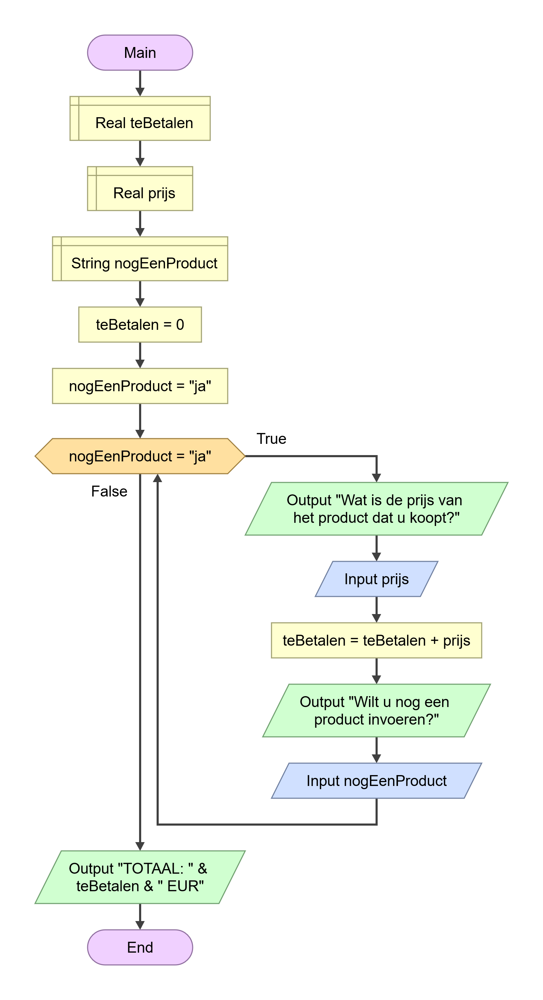 Main
Real teBetalen
Real prijs
String nogEenProduct
teBetalen = 0
nogEenProduct = "ja"
nogEenProduct = "ja"
True
False
Output "Wat is de prijs van
het product dat u koopt?"
Input prijs
teBetalen = teBetalen + prijs
Output "Wilt u nog een
product invoeren?"
Input nogEenProduct
Output "TOTAAL: " &
teBetalen & " EUR"
End